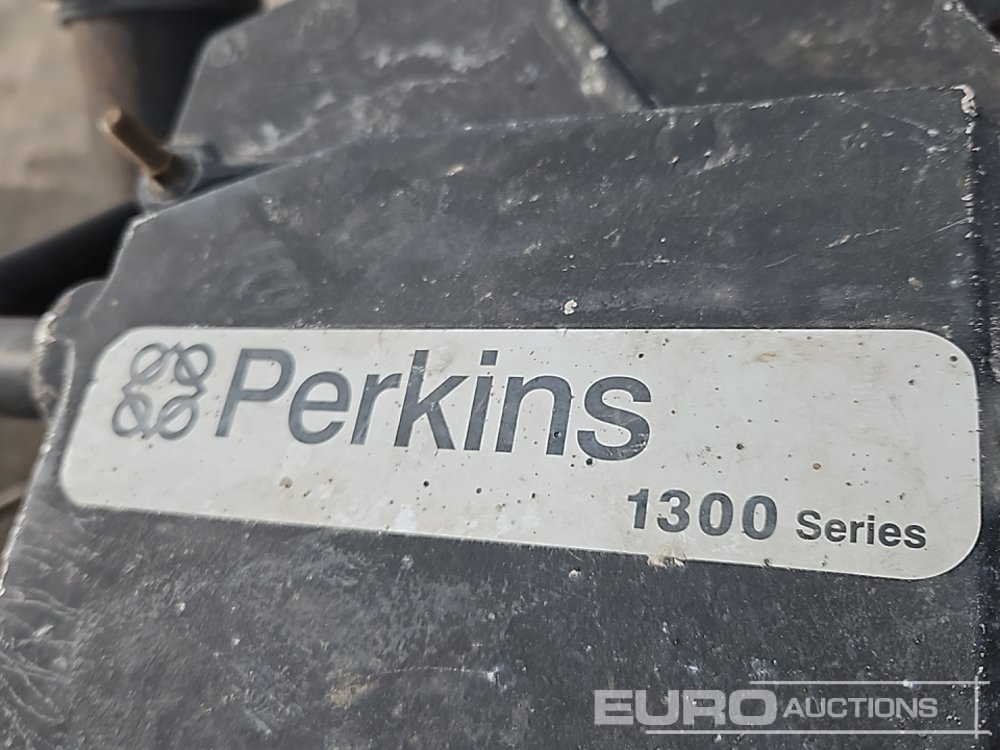 Perkins
1300 Series
EURO AUCTIONS